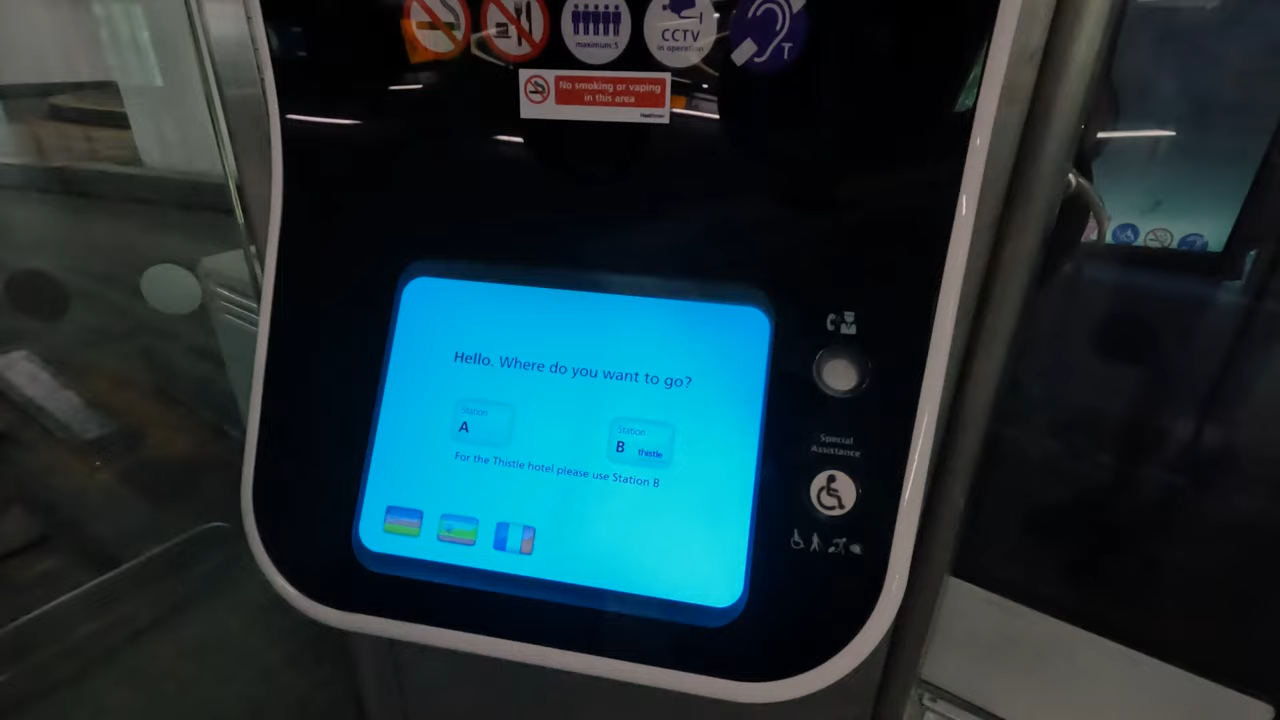 maximum 5
CCTV
in operation
T
No smoking or vaping
in this area
Heathrow
Hello. Where do you want to go?
Station
A
Station
B thistle
For the Thistle hotel please use Station B
Special
Assistance